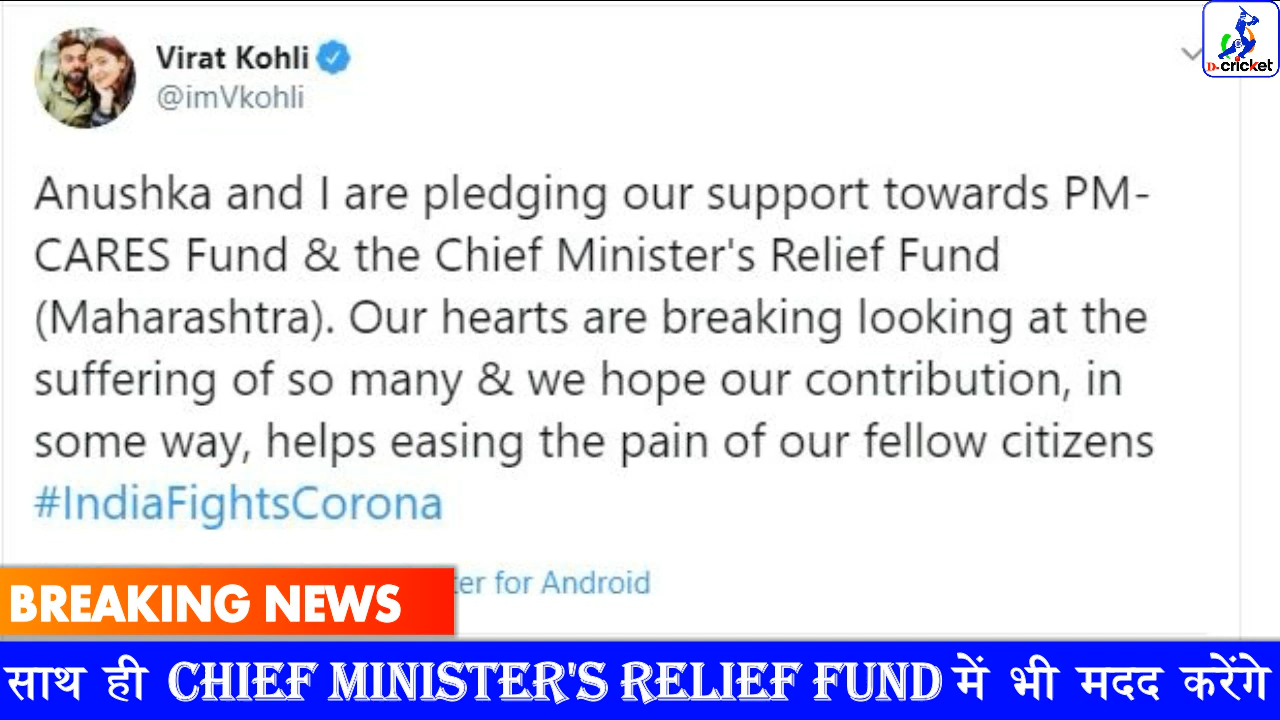 D-cricket
Virat Kohli
@imVkohli
Anushka and I are pledging our support towards PM-
CARES Fund & the Chief Minister's Relief Fund
(Maharashtra). Our hearts are breaking looking at the
suffering of so many & we hope our contribution, in
some way, helps easing the pain of our fellow citizens
#IndiaFightsCorona
for Android
BREAKING NEWS
साथ ही CHIEF MINISTER'S RELIEF FUND में भी मदद करेंगे